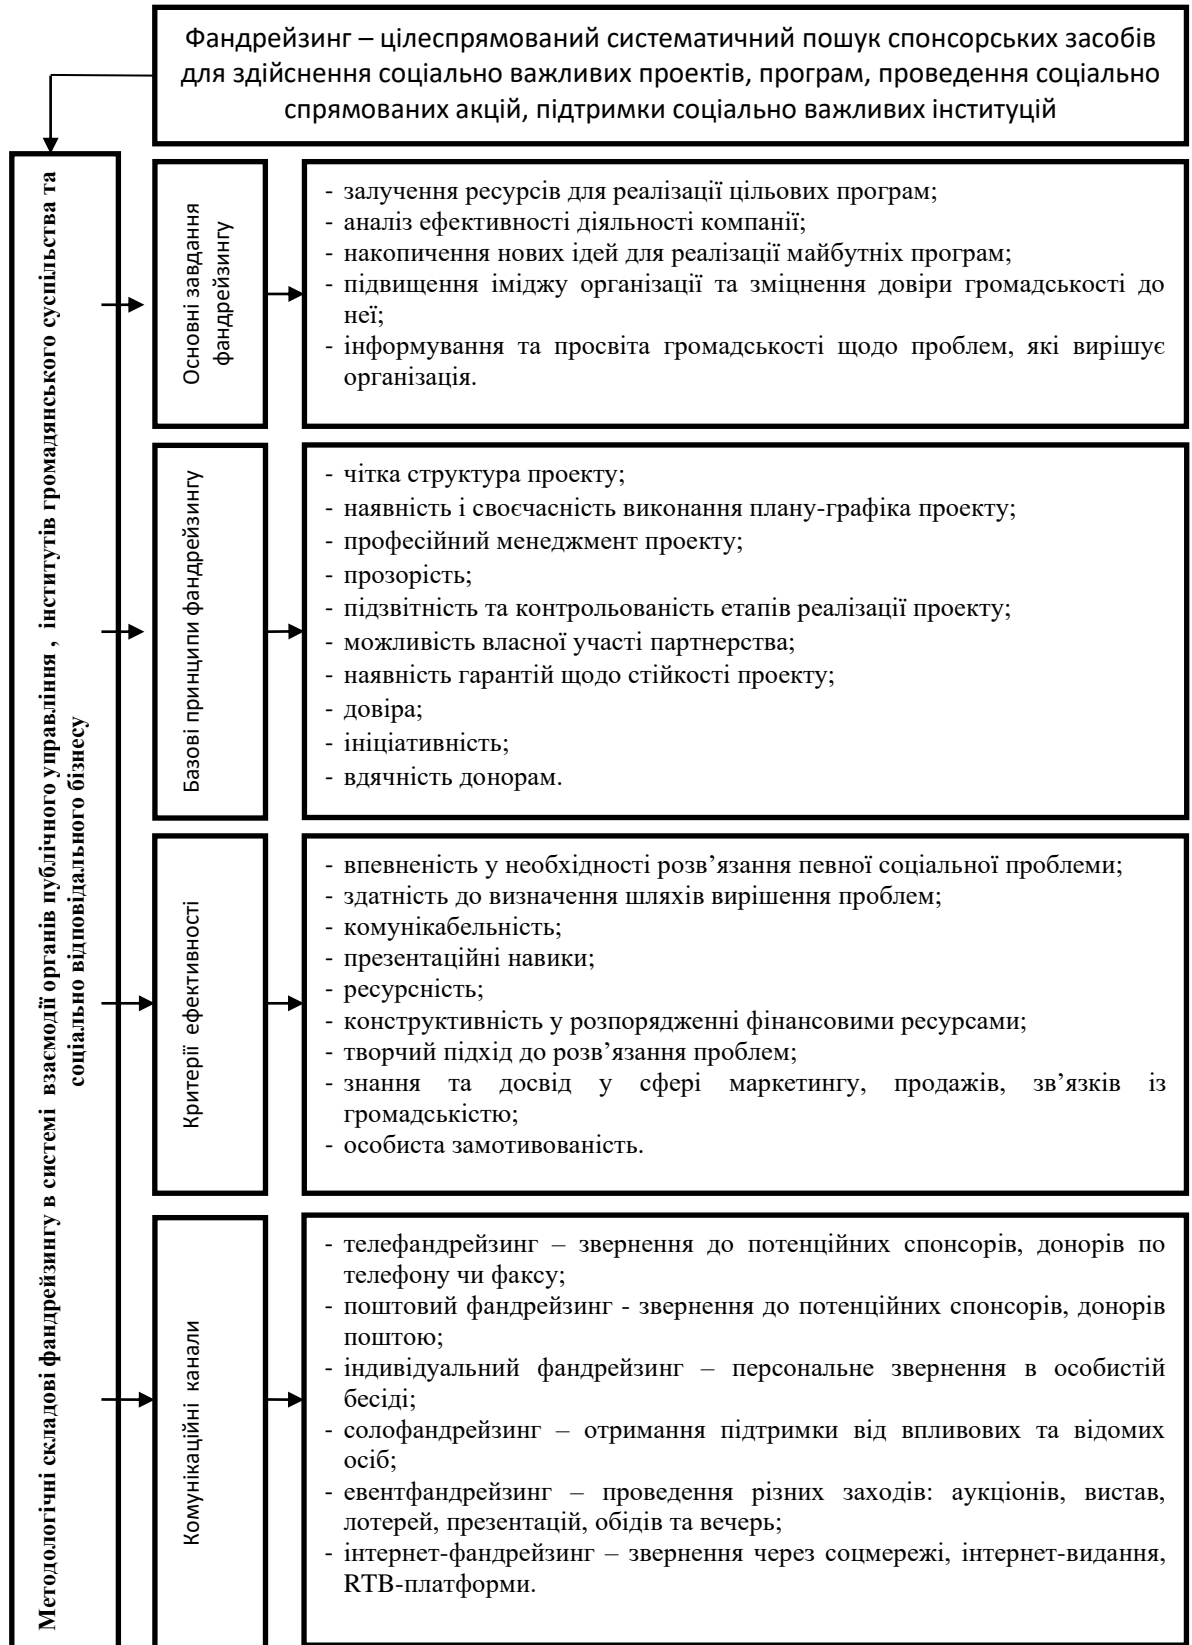 Фандрейзинг – цілеспрямований систематичний пошук спонсорських засобів
для здійснення соціально важливих проектів, програм, проведення соціально
спрямованих акцій, підтримки соціально важливих інституцій
Методологічні складові фандрейзингу в системі взаємодії органів публічного управління , інститутів громадянського суспільства та
соціально відповідального бізнесу
Основні завдання
фандрейзингу
- залучення ресурсів для реалізації цільових програм;
- аналіз ефективності діяльності компанії;
- накопичення нових ідей для реалізації майбутніх програм;
- підвищення іміджу організації та зміцнення довіри громадськості до
неї;
- інформування та просвіта громадськості щодо проблем, які вирішує
організація.
Базові принципи фандрейзингу
- чітка структура проекту;
- наявність і своєчасність виконання плану-графіка проекту;
- професійний менеджмент проекту;
- прозорість;
- підзвітність та контрольованість етапів реалізації проекту;
- можливість власної участі партнерства;
- наявність гарантій щодо стійкості проекту;
- довіра;
- ініціативність;
- вдячність донорам.
Критерії ефективності
- впевненість у необхідності розв’язання певної соціальної проблеми;
- здатність до визначення шляхів вирішення проблем;
- комунікабельність;
- презентаційні навики;
- ресурсність;
- конструктивність у розпорядженні фінансовими ресурсами;
- творчий підхід до розв’язання проблем;
- знання та досвід у сфері маркетингу, продажів, зв’язків із
громадськістю;
- особиста замотивованість.
Комунікаційні канали
- телефандрейзинг – звернення до потенційних спонсорів, донорів по
телефону чи факсу;
- поштовий фандрейзинг - звернення до потенційних спонсорів, донорів
поштою;
- індивідуальний фандрейзинг – персональне звернення в особистій
бесіді;
- солофандрейзинг – отримання підтримки від впливових та відомих
осіб;
- евентфандрейзинг – проведення різних заходів: аукціонів, вистав,
лотерей, презентацій, обідів та вечерь;
- інтернет-фандрейзинг – звернення через соцмережі, інтернет-видання,
RTB-платформи.